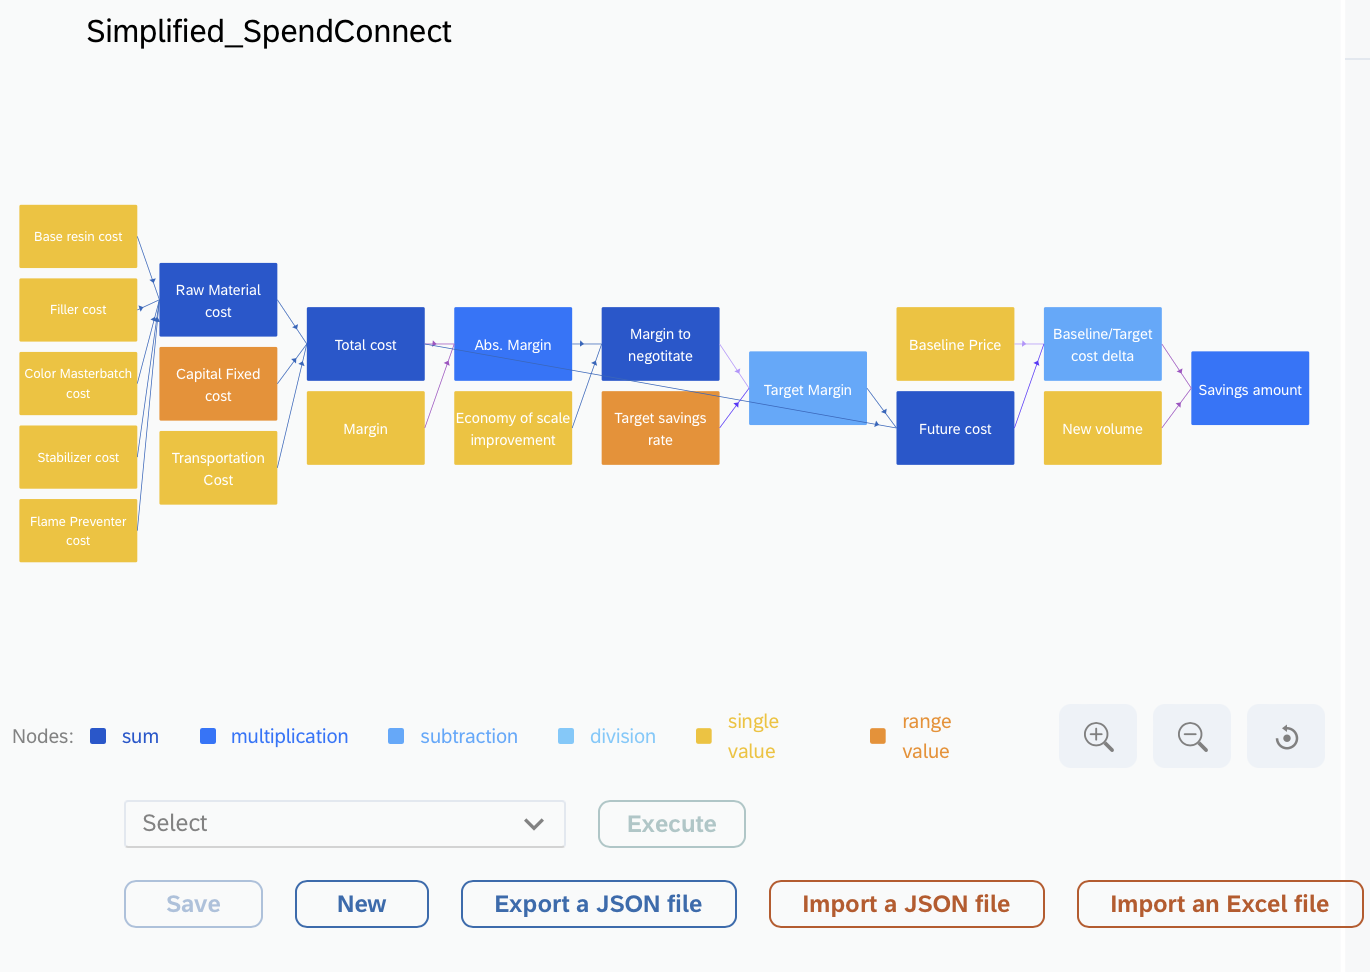 Simplified_SpendConnect
Base resin cost
Filler cost
Color Masterbatch
cost
Stabilizer cost
Flame Preventer
cost
Raw Material
cost
Capital Fixed
cost
Transportation
Cost
Total cost
Margin
Abs. Margin
Economy of scale
improvement
Margin to
negotitate
Target savings
rate
Target Margin
Baseline Price
Future cost
Baseline/Target
cost delta
New volume
Savings amount
Nodes:
sum
multiplication
subtraction
division
single
value
range
value
Select
Execute
Save
New
Export a JSON file
Import a JSON file
Import an Excel file